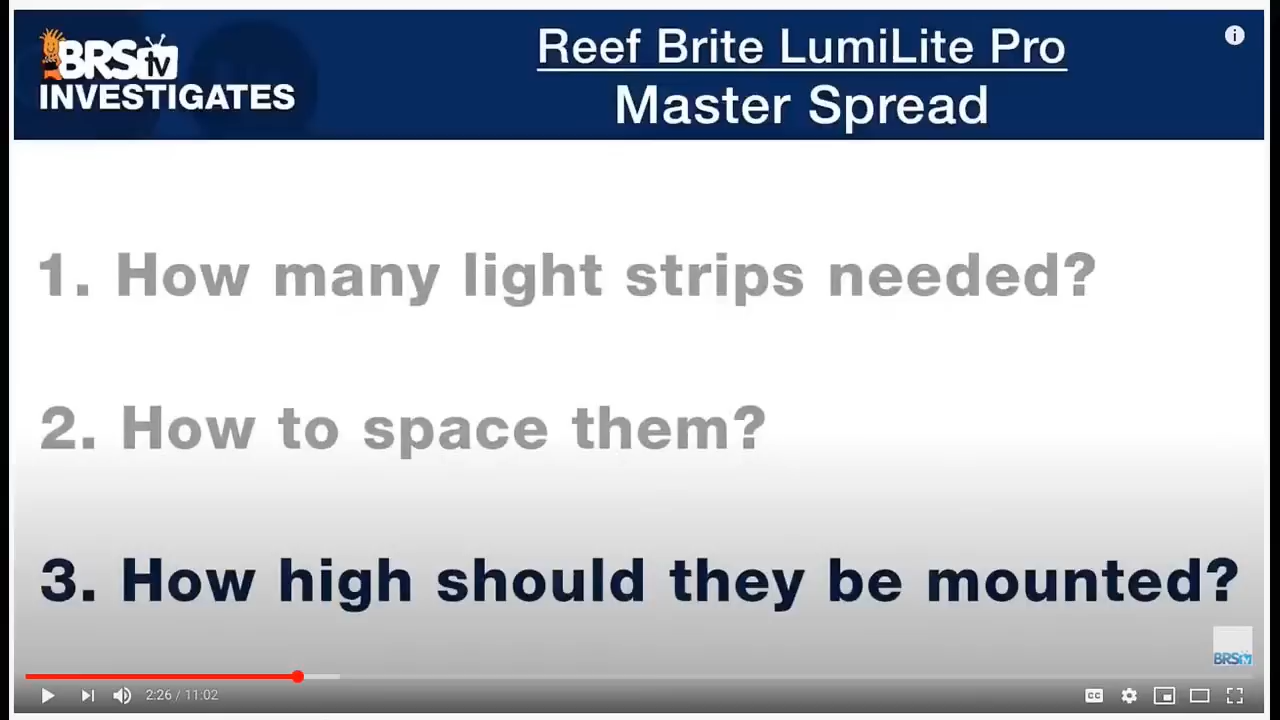 BRStv
INVESTIGATES
Reef Brite LumiLite Pro
Master Spread
1. How many light strips needed?
2. How to space them?
3. How high should they be mounted?
BRStv
2:26 / 11:02
CC